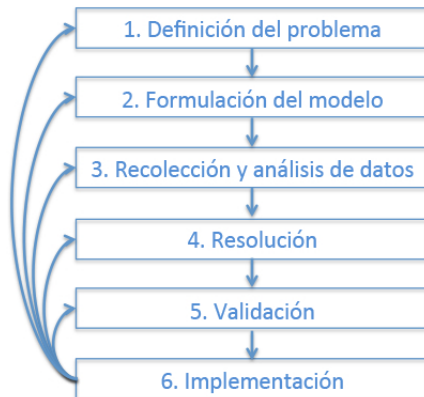 1. Definición del problema
2. Formulación del modelo
3. Recolección y análisis de datos
4. Resolución
5. Validación
6. Implementación